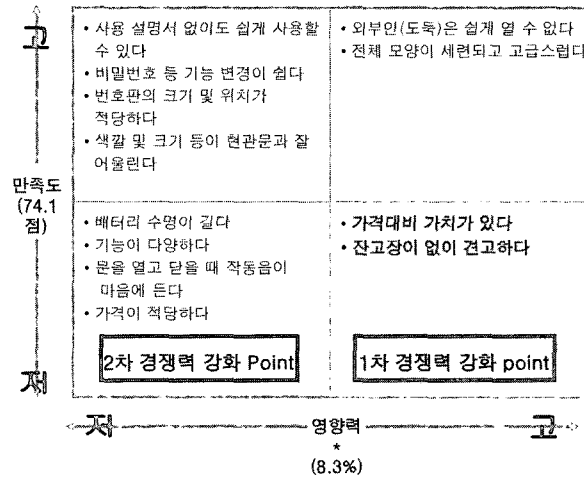 고
• 사용 설명서 없이도 쉽게 사용할
수 있다
• 비밀번호 등 기능 변경이 쉽다
• 번호판의 크기 및 위치가
적당하다
• 색깔 및 크기 등이 현관문과 잘
어울린다
• 외부인(도둑)은 쉽게 열 수 없다
• 전체 모양이 세련되고 고급스럽다
만족도
(74.1
점)
• 배터리 수명이 길다
• 기능이 다양하다
• 문을 열고 닫을 때 작동음이
마음에 든다
• 가격이 적당하다
2차 경쟁력 강화 Point
• 가격대비 가치가 있다
• 잔고장이 없이 견고하다
1차 경쟁력 강화 point
저
저
영향력
*
(8.3%)
고